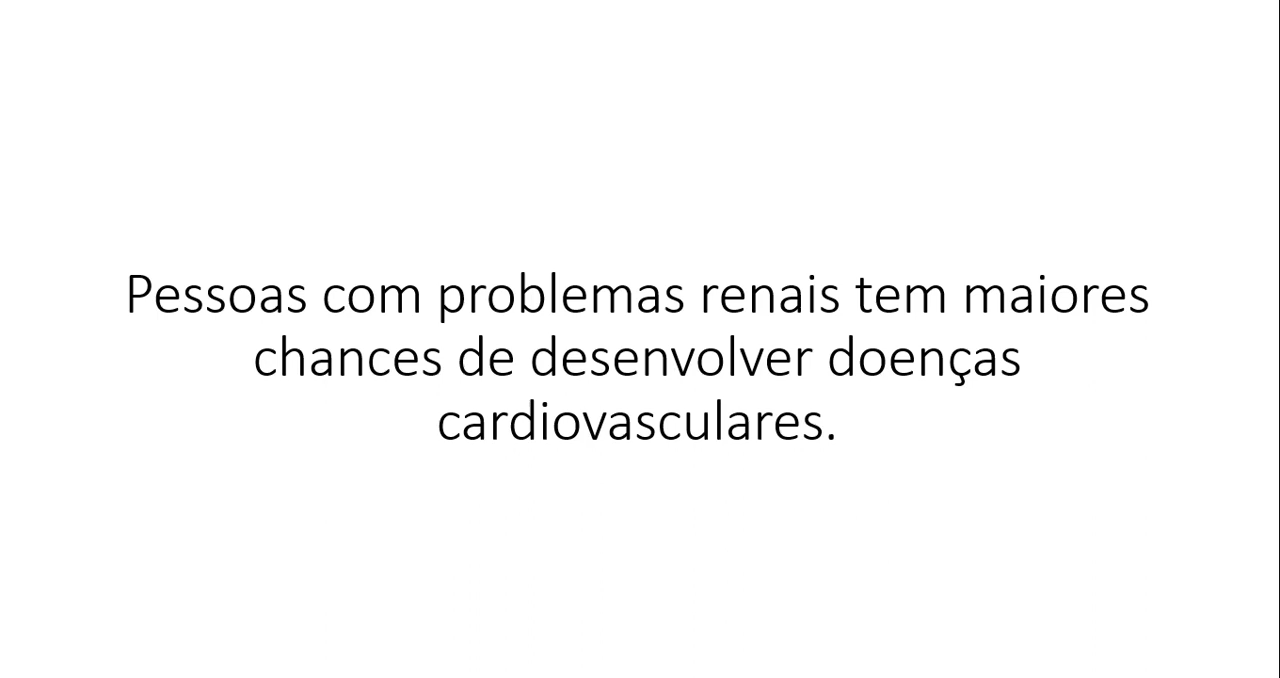 Pessoas com problemas renais tem maiores
chances de desenvolver doenças
cardiovasculares.